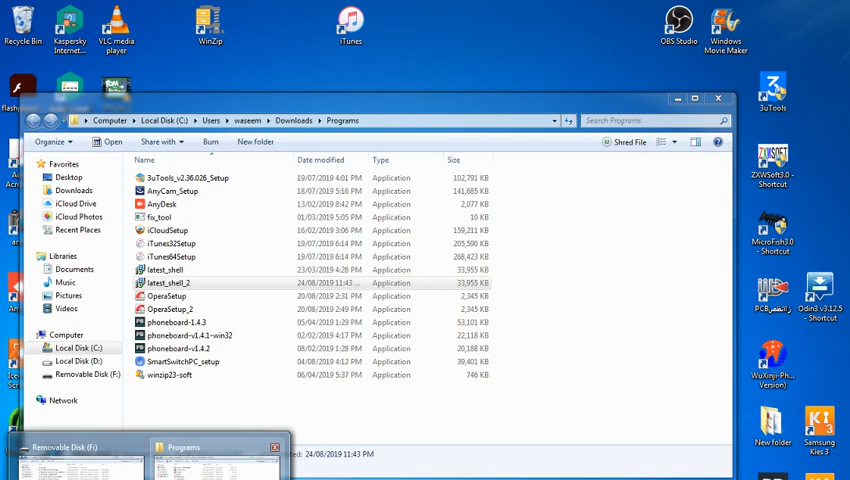 Recycle Bin
Kaspersky Internet...
VLC media player
WinZip
iTunes
OBS Studio
Windows Movie Maker
flashp
3uTools
Computer ▸ Local Disk (C:) ▸ Users ▸ waseem ▸ Downloads ▸ Programs
Search Programs
Organize Open Share with Burn New folder Shred File
Name Date modified Type Size
Favorites
Desktop
Downloads
iCloud Drive
iCloud Photos
Recent Places
Libraries
Documents
Music
Pictures
Videos
Computer
Local Disk (C:)
Local Disk (D:)
Removable Disk (F:)
Network
3uTools_v2.36.026_Setup 19/07/2019 4:01 PM Application 102,791 KB
AnyCam_Setup 18/07/2019 5:16 PM Application 141,685 KB
AnyDesk 13/02/2019 8:42 PM Application 2,077 KB
fix_tool 01/03/2019 5:05 PM Application 10 KB
iCloudSetup 16/02/2019 3:06 PM Application 159,211 KB
iTunes32Setup 19/07/2019 6:14 PM Application 205,590 KB
iTunes64Setup 19/07/2019 6:14 PM Application 268,423 KB
latest_shell 23/03/2019 4:28 PM Application 33,955 KB
latest_shell_2 24/08/2019 11:43 ... Application 33,955 KB
OperaSetup 20/08/2019 2:31 PM Application 2,345 KB
OperaSetup_2 20/08/2019 2:49 PM Application 2,345 KB
phoneboard-1.4.3 05/04/2019 1:29 PM Application 53,101 KB
phoneboard-v1.4.1-win32 02/02/2019 4:17 PM Application 22,118 KB
phoneboard-v1.4.2 08/02/2019 1:28 PM Application 20,188 KB
SmartSwitchPC_setup 04/08/2019 4:12 PM Application 39,401 KB
winzip23-soft 06/04/2019 5:37 PM Application 746 KB
ZXWSoft3.0 - Shortcut
MicroFish3.0 - Shortcut
PCB
Odin3 v3.12.5 - Shortcut
WuXinji-Ph... Version)
New folder
Samsung Kies 3
Removable Disk (F:)
Programs
24/08/2019 11:43 PM